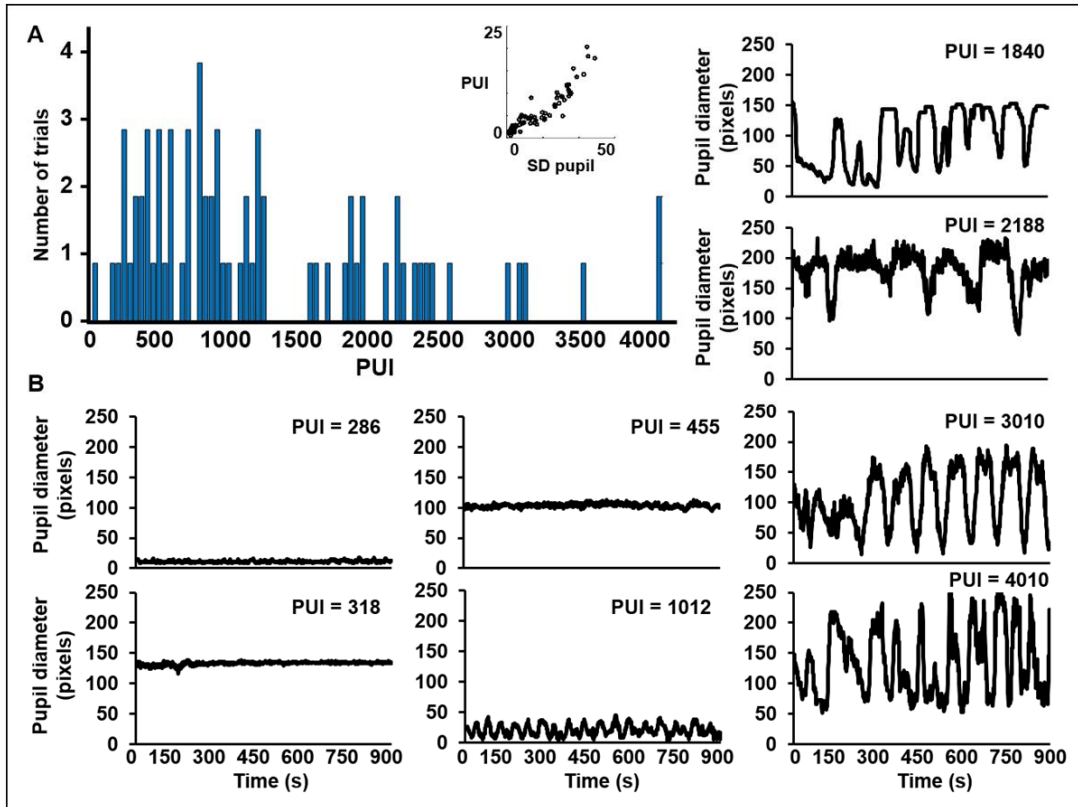 A
4
3
2
1
0
Number of trials
0 500 1000 1500 2000 2500 3000 3500 4000
PUI
25
PUI
0
0 50
SD pupil
PUI = 1840
Pupil diameter
(pixels)
250
200
150
100
50
0
PUI = 2188
Pupil diameter
(pixels)
250
200
150
100
50
0
B
PUI = 286
Pupil diameter
(pixels)
250
200
150
100
50
0
PUI = 455
250
200
150
100
50
0
PUI = 3010
Pupil diameter
(pixels)
250
200
150
100
50
0
PUI = 318
Pupil diameter
(pixels)
250
200
150
100
50
0
0 150 300 450 600 750 900
Time (s)
PUI = 1012
250
200
150
100
50
0
0 150 300 450 600 750 900
Time (s)
PUI = 4010
Pupil diameter
(pixels)
250
200
150
100
50
0
0 150 300 450 600 750 900
Time (s)